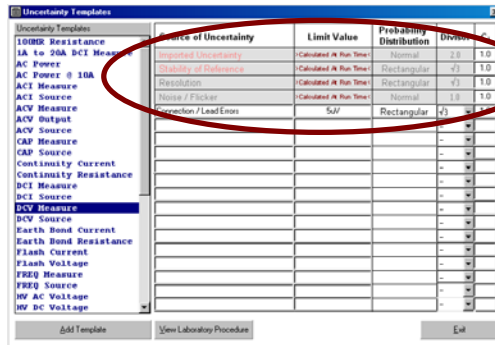 Uncertainty Templates
Uncertainty Templates
100MR Resistance
1A to 20A DCI Measure
AC Power
AC Power @ 10A
ACI Measure
ACI Source
ACV Measure
ACV Output
ACV Source
CAP Measure
CAP Source
Continuity Current
Continuity Resistance
DCI Measure
DCI Source
DCV Measure
DCV Source
Earth Bond Current
Earth Bond Resistance
Flash Current
Flash Voltage
FREQ Measure
FREQ Source
HV AC Voltage
HV DC Voltage
Source of Uncertainty Limit Value Probability Distribution Divisor C
Imported Uncertainty >Calculated At Run Time< Normal 2.0 1.0
Stability of Reference >Calculated At Run Time< Rectangular √3 1.0
Resolution >Calculated At Run Time< Rectangular √3 1.0
Noise / Flicker >Calculated At Run Time< Normal 1.0 1.0
Connection / Lead Errors 5uV Rectangular √3 1.0
Add Template View Laboratory Procedure Exit